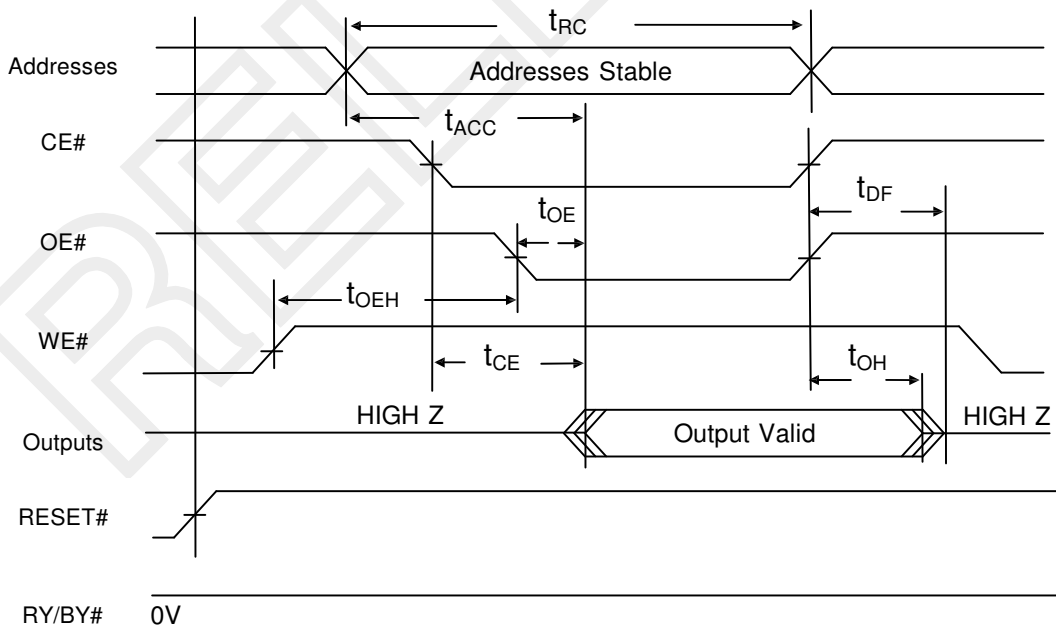 tRC
Addresses
Addresses Stable
tACC
CE#
tDF
tOE
OE#
tOEH
WE#
tCE
tOH
HIGH Z
HIGH Z
Outputs
Output Valid
RESET#
RY/BY#
0V